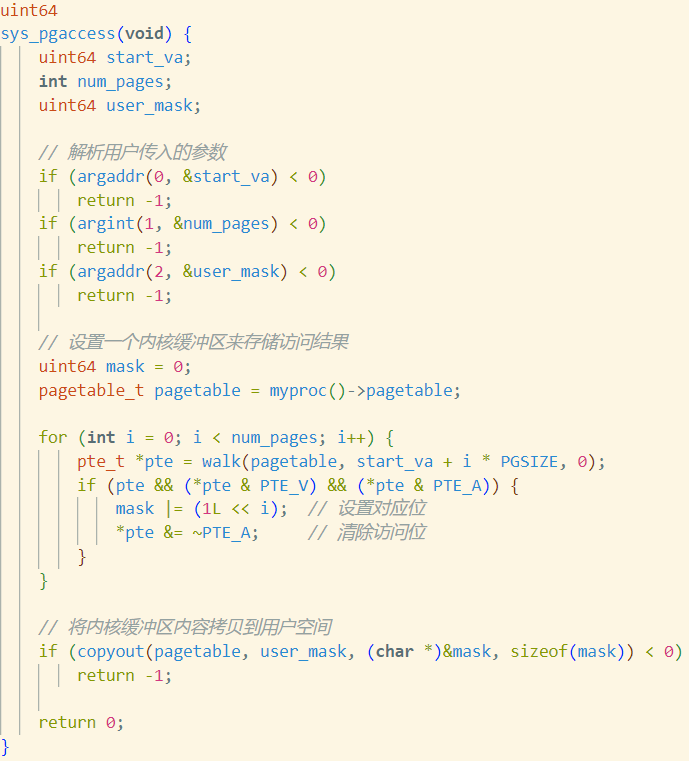 uint64
sys_pgaccess(void) {
    uint64 start_va;
    int num_pages;
    uint64 user_mask;

    // 解析用户传入的参数
    if (argaddr(0, &start_va) < 0)
        return -1;
    if (argint(1, &num_pages) < 0)
        return -1;
    if (argaddr(2, &user_mask) < 0)
        return -1;

    // 设置一个内核缓冲区来存储访问结果
    uint64 mask = 0;
    pagetable_t pagetable = myproc()->pagetable;

    for (int i = 0; i < num_pages; i++) {
        pte_t *pte = walk(pagetable, start_va + i * PGSIZE, 0);
        if (pte && (*pte & PTE_V) && (*pte & PTE_A)) {
            mask |= (1L << i);  // 设置对应位
            *pte &= ~PTE_A;     // 清除访问位
        }
    }

    // 将内核缓冲区内容拷贝到用户空间
    if (copyout(pagetable, user_mask, (char *)&mask, sizeof(mask)) < 0)
        return -1;

    return 0;
}